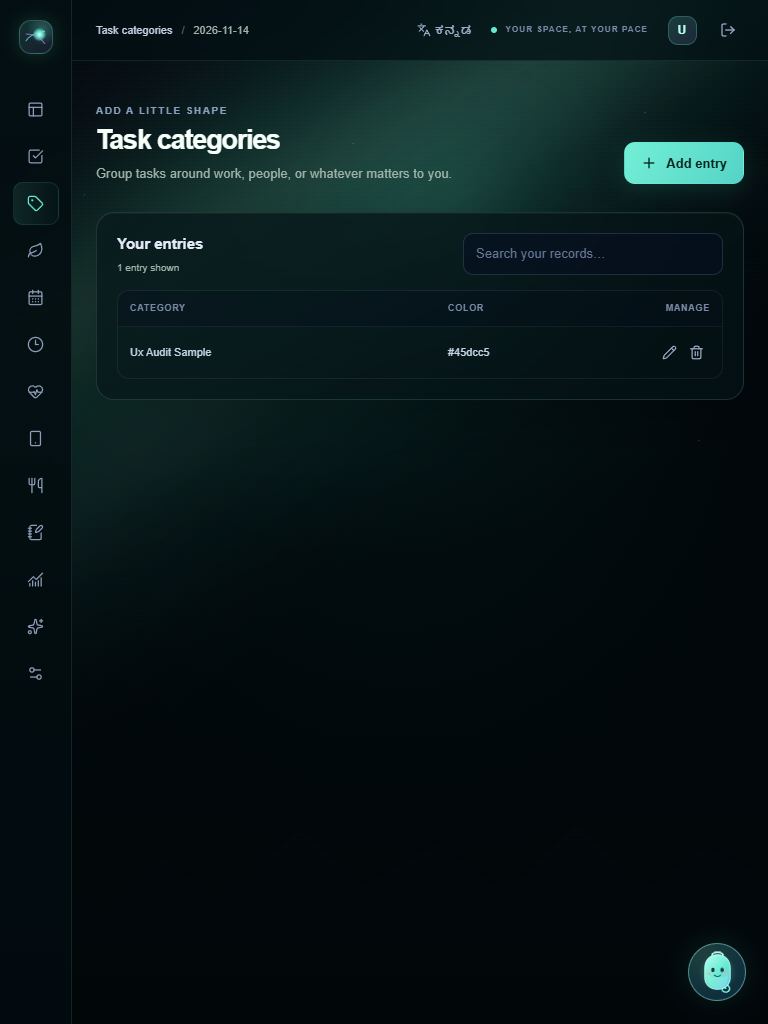 Task categories / 2026-11-14
ಕನ್ನಡ
YOUR SPACE, AT YOUR PACE
U
ADD A LITTLE SHAPE
Task categories
Group tasks around work, people, or whatever matters to you.
Add entry
Your entries
1 entry shown
Search your records...
CATEGORY COLOR MANAGE
Ux Audit Sample #45dcc5